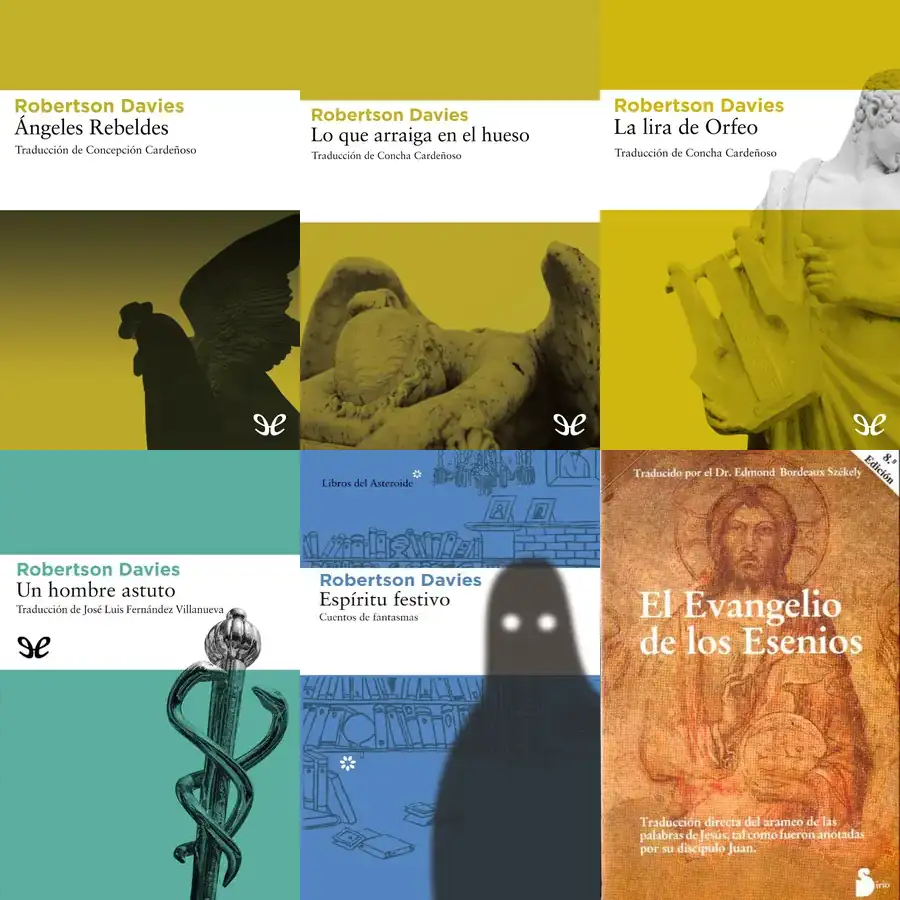 Robertson Davies
Ángeles Rebeldes
Traducción de Concepción Cardeñoso
Robertson Davies
Lo que arraiga en el hueso
Traducción de Concha Cardeñoso
Robertson Davies
La lira de Orfeo
Traducción de Concha Cardeñoso
Robertson Davies
Un hombre astuto
Traducción de José Luis Fernández Villanueva
Libros del Asteroide
Robertson Davies
Espíritu festivo
Cuentos de fantasmas
8.ª
Edición
Traducido por el Dr. Edmond Bordeaux Székely
El Evangelio
de los Esenios
Traducción directa del arameo de las
palabras de Jesús, tal como fueron anotadas
por su discípulo Juan.
Sirio